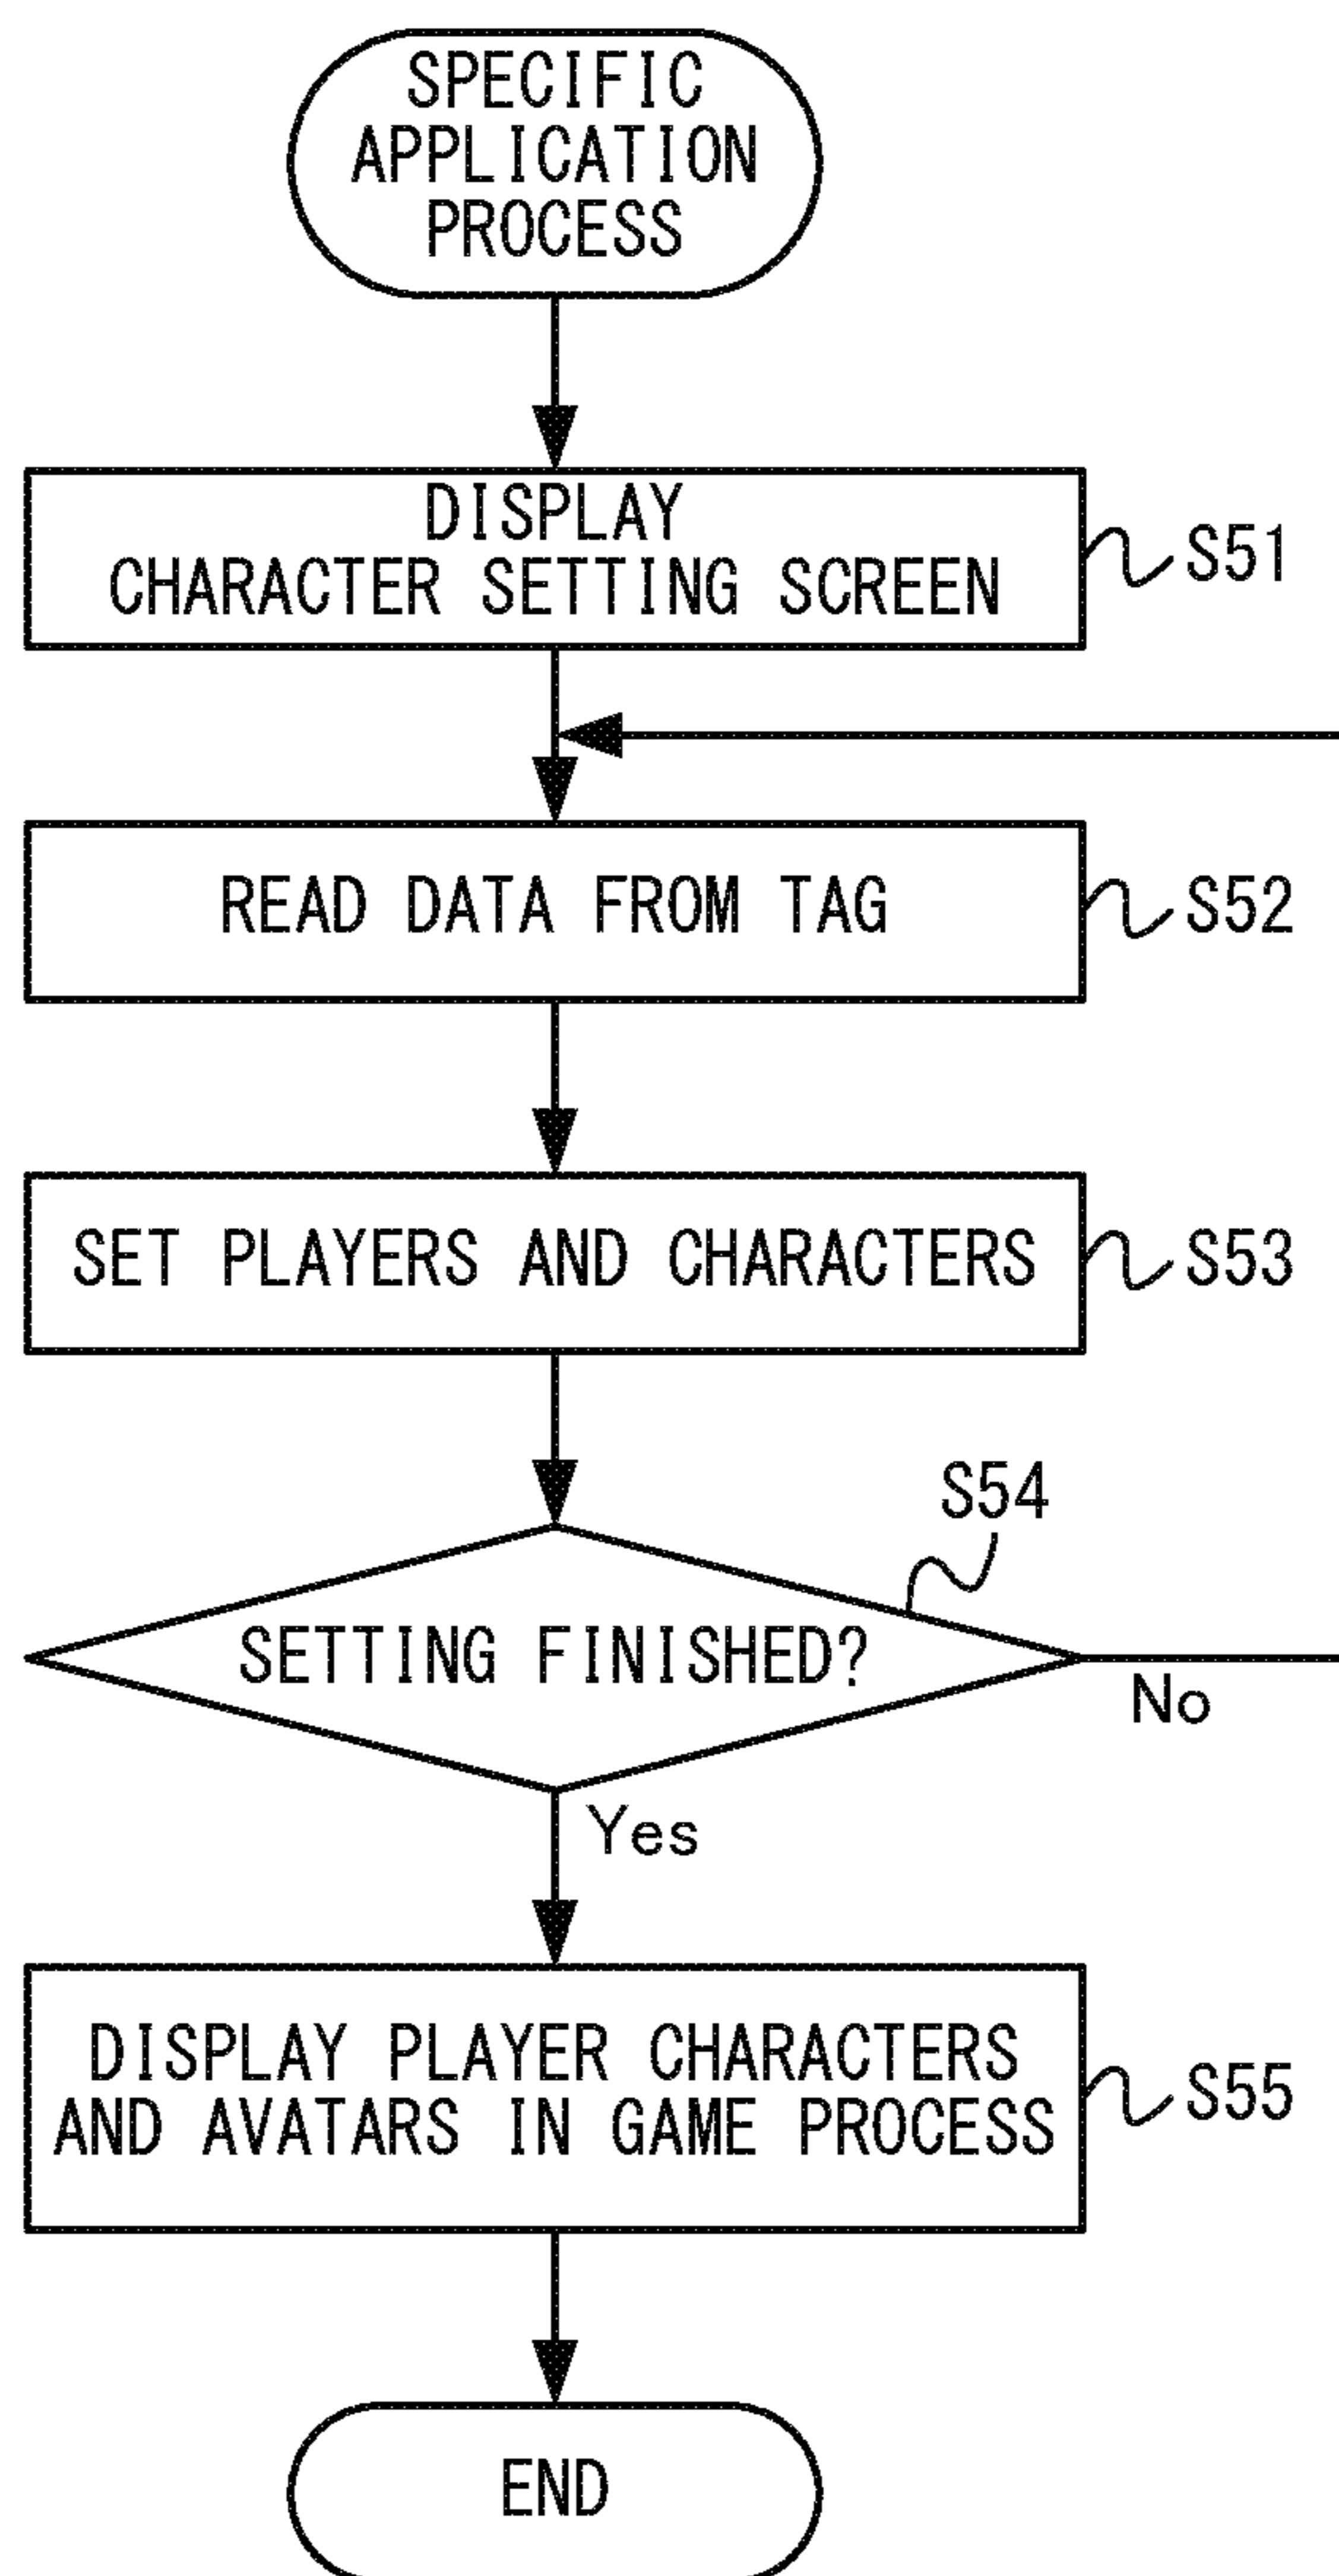 SPECIFIC
APPLICATION
PROCESS
DISPLAY
CHARACTER SETTING SCREEN
S51
READ DATA FROM TAG
S52
SET PLAYERS AND CHARACTERS
S53
S54
SETTING FINISHED?
No
Yes
DISPLAY PLAYER CHARACTERS
AND AVATARS IN GAME PROCESS
S55
END